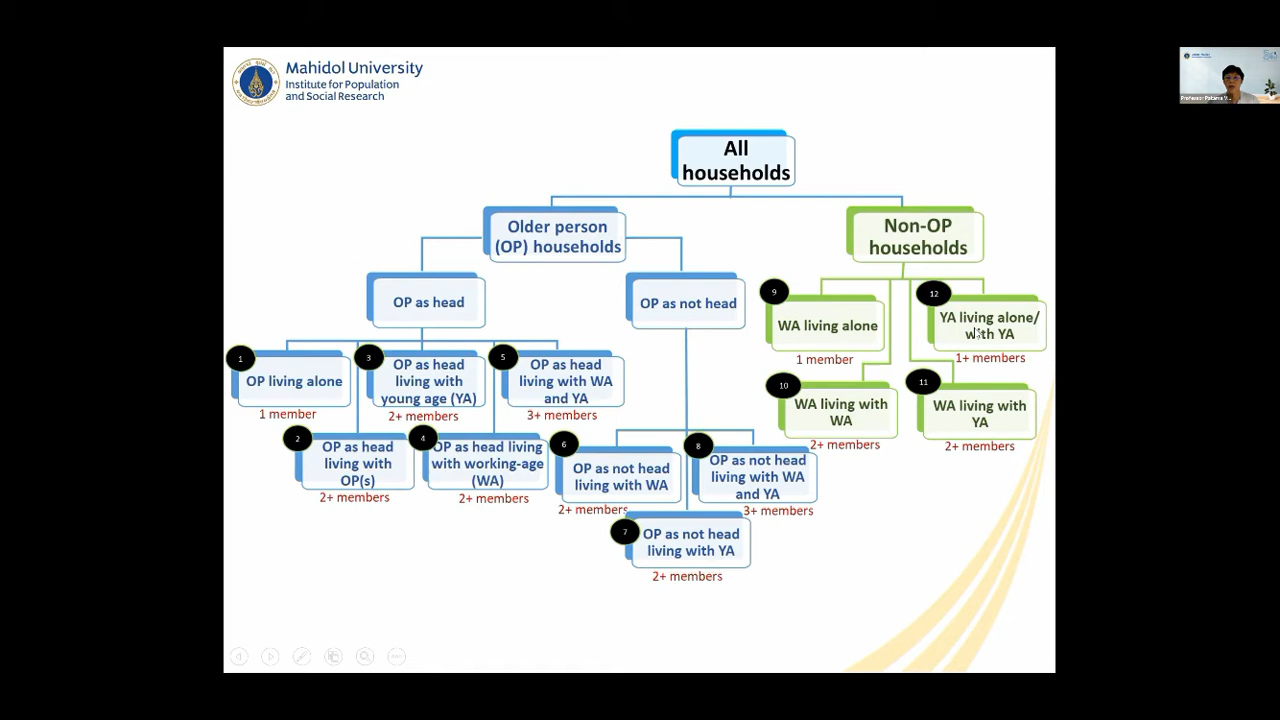 Mahidol University
Institute for Population
and Social Research
All
households
Older person
(OP) households
Non-OP
households
OP as head
OP as not head
9
WA living alone
1 member
12
YA living alone/
with YA
1+ members
1
OP living alone
1 member
3
OP as head
living with
young age (YA)
2+ members
5
OP as head
living with WA
and YA
3+ members
10
WA living with
WA
2+ members
11
WA living with
YA
2+ members
2
OP as head
living with
OP(s)
2+ members
4
OP as head living
with working-age
(WA)
2+ members
6
OP as not head
living with WA
2+ members
8
OP as not head
living with WA
and YA
3+ members
7
OP as not head
living with YA
2+ members